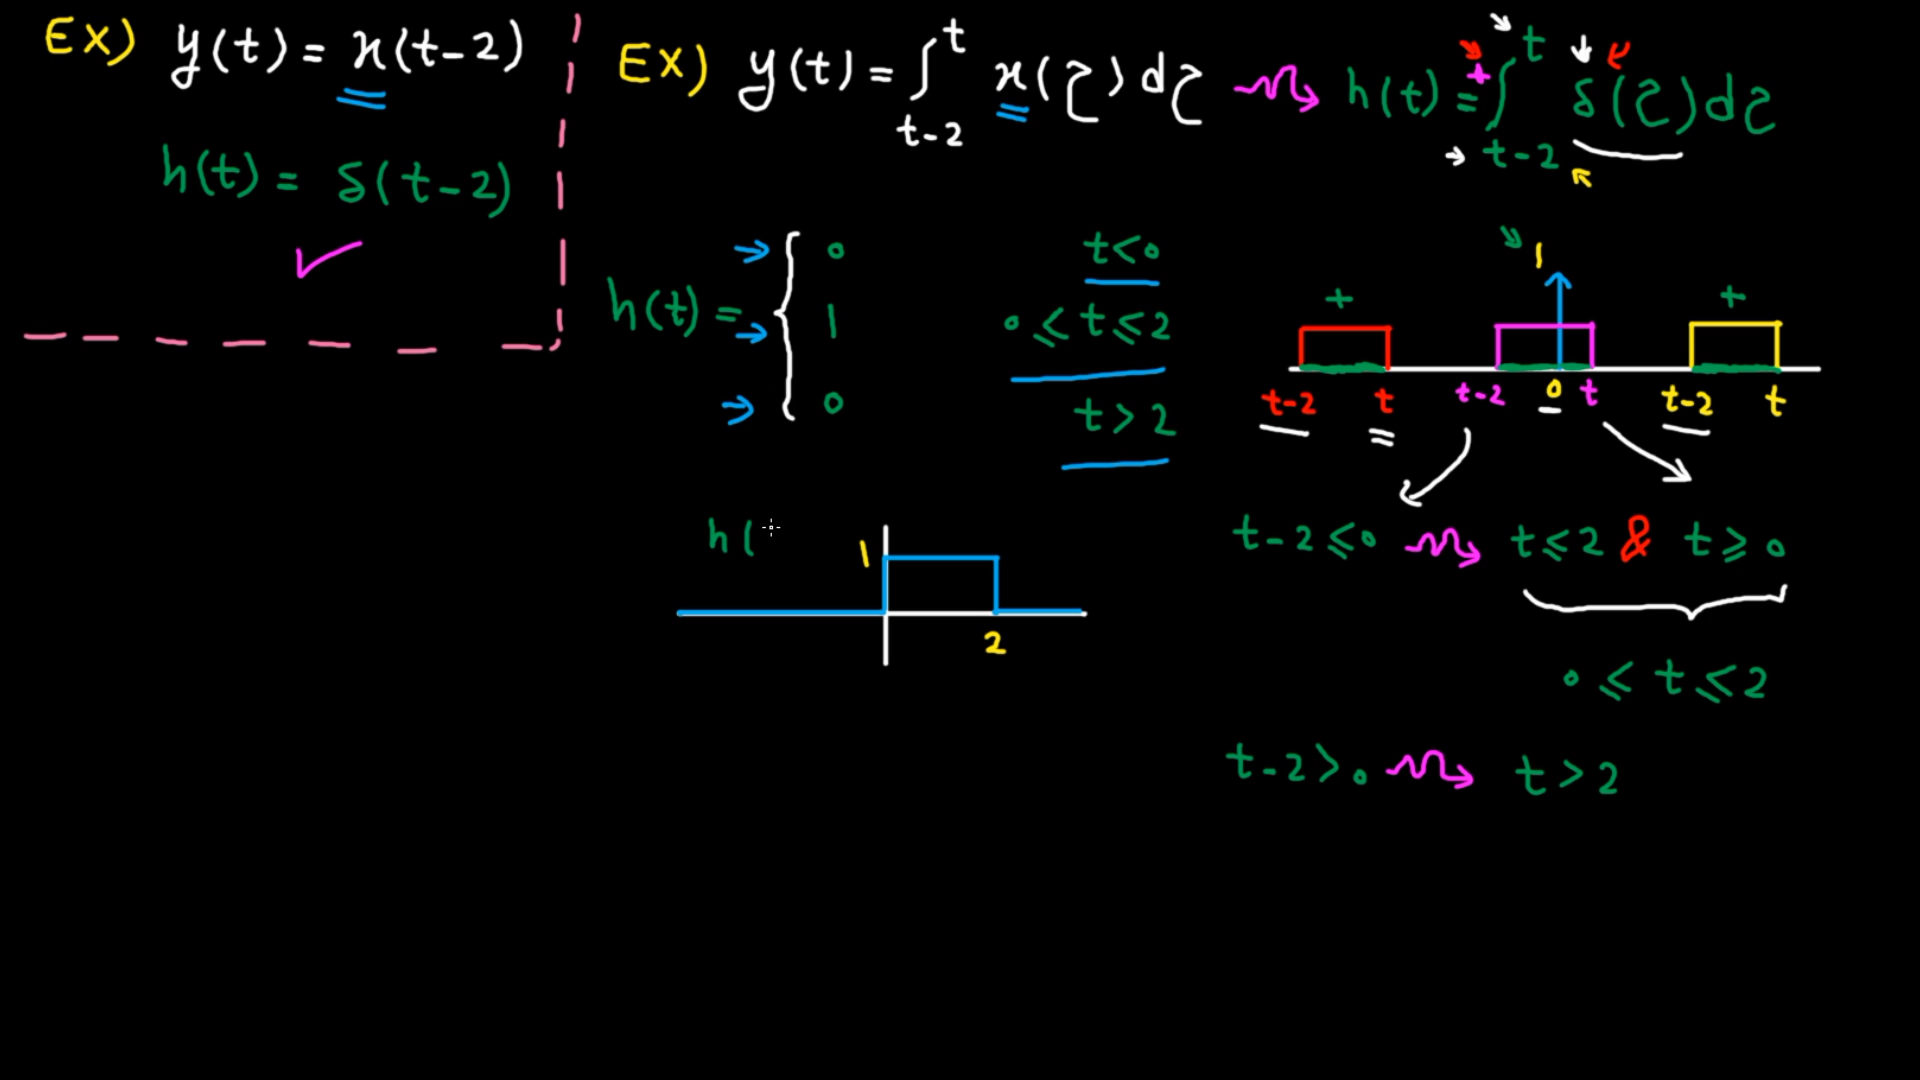 EX) y(t) = x(t-2)
h(t) = δ(t-2)
EX) y(t) = ∫_{t-2}^{t} x(τ)dτ → h(t) = ∫_{t-2}^{t} δ(τ)dτ
h(t) = { 0 t<0
1 0≤t≤2
0 t>2
1
+ +
t-2 t t-2 0 t t-2 t
h(
1
2
t-2≤0 → t≤2 & t≥0
0≤t≤2
t-2>0 → t>2